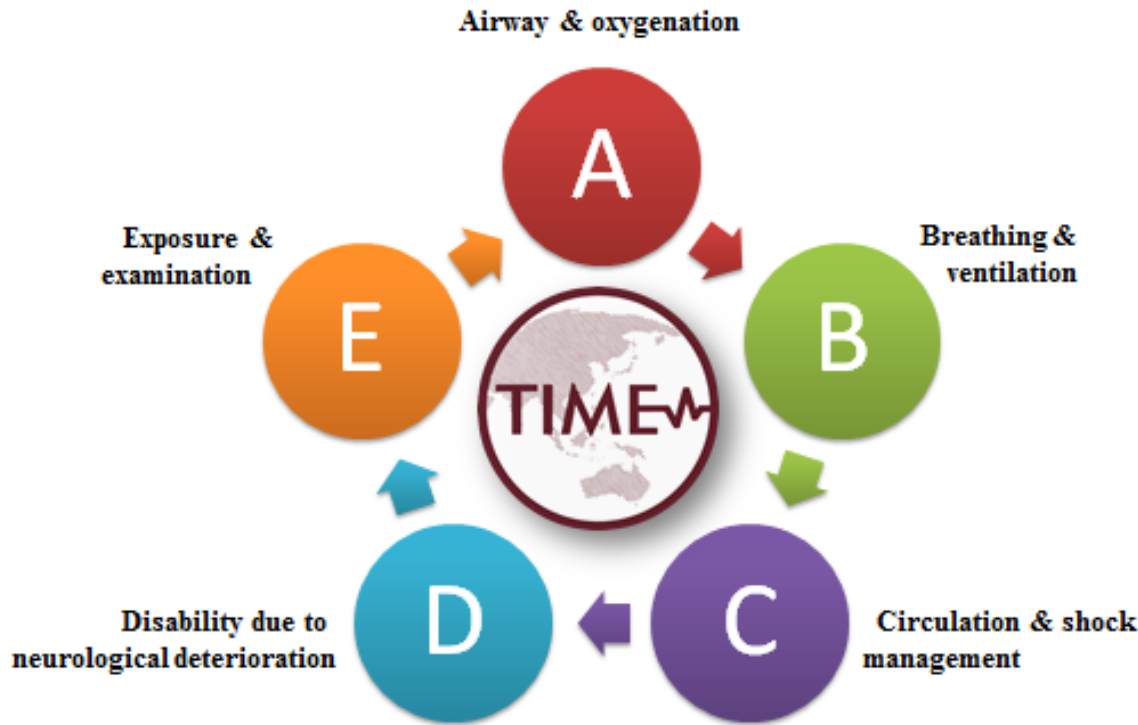 Airway & oxygenation
A
Breathing &
ventilation
B
Circulation & shock
management
C
Disability due to
neurological deterioration
D
Exposure &
examination
E
TIME